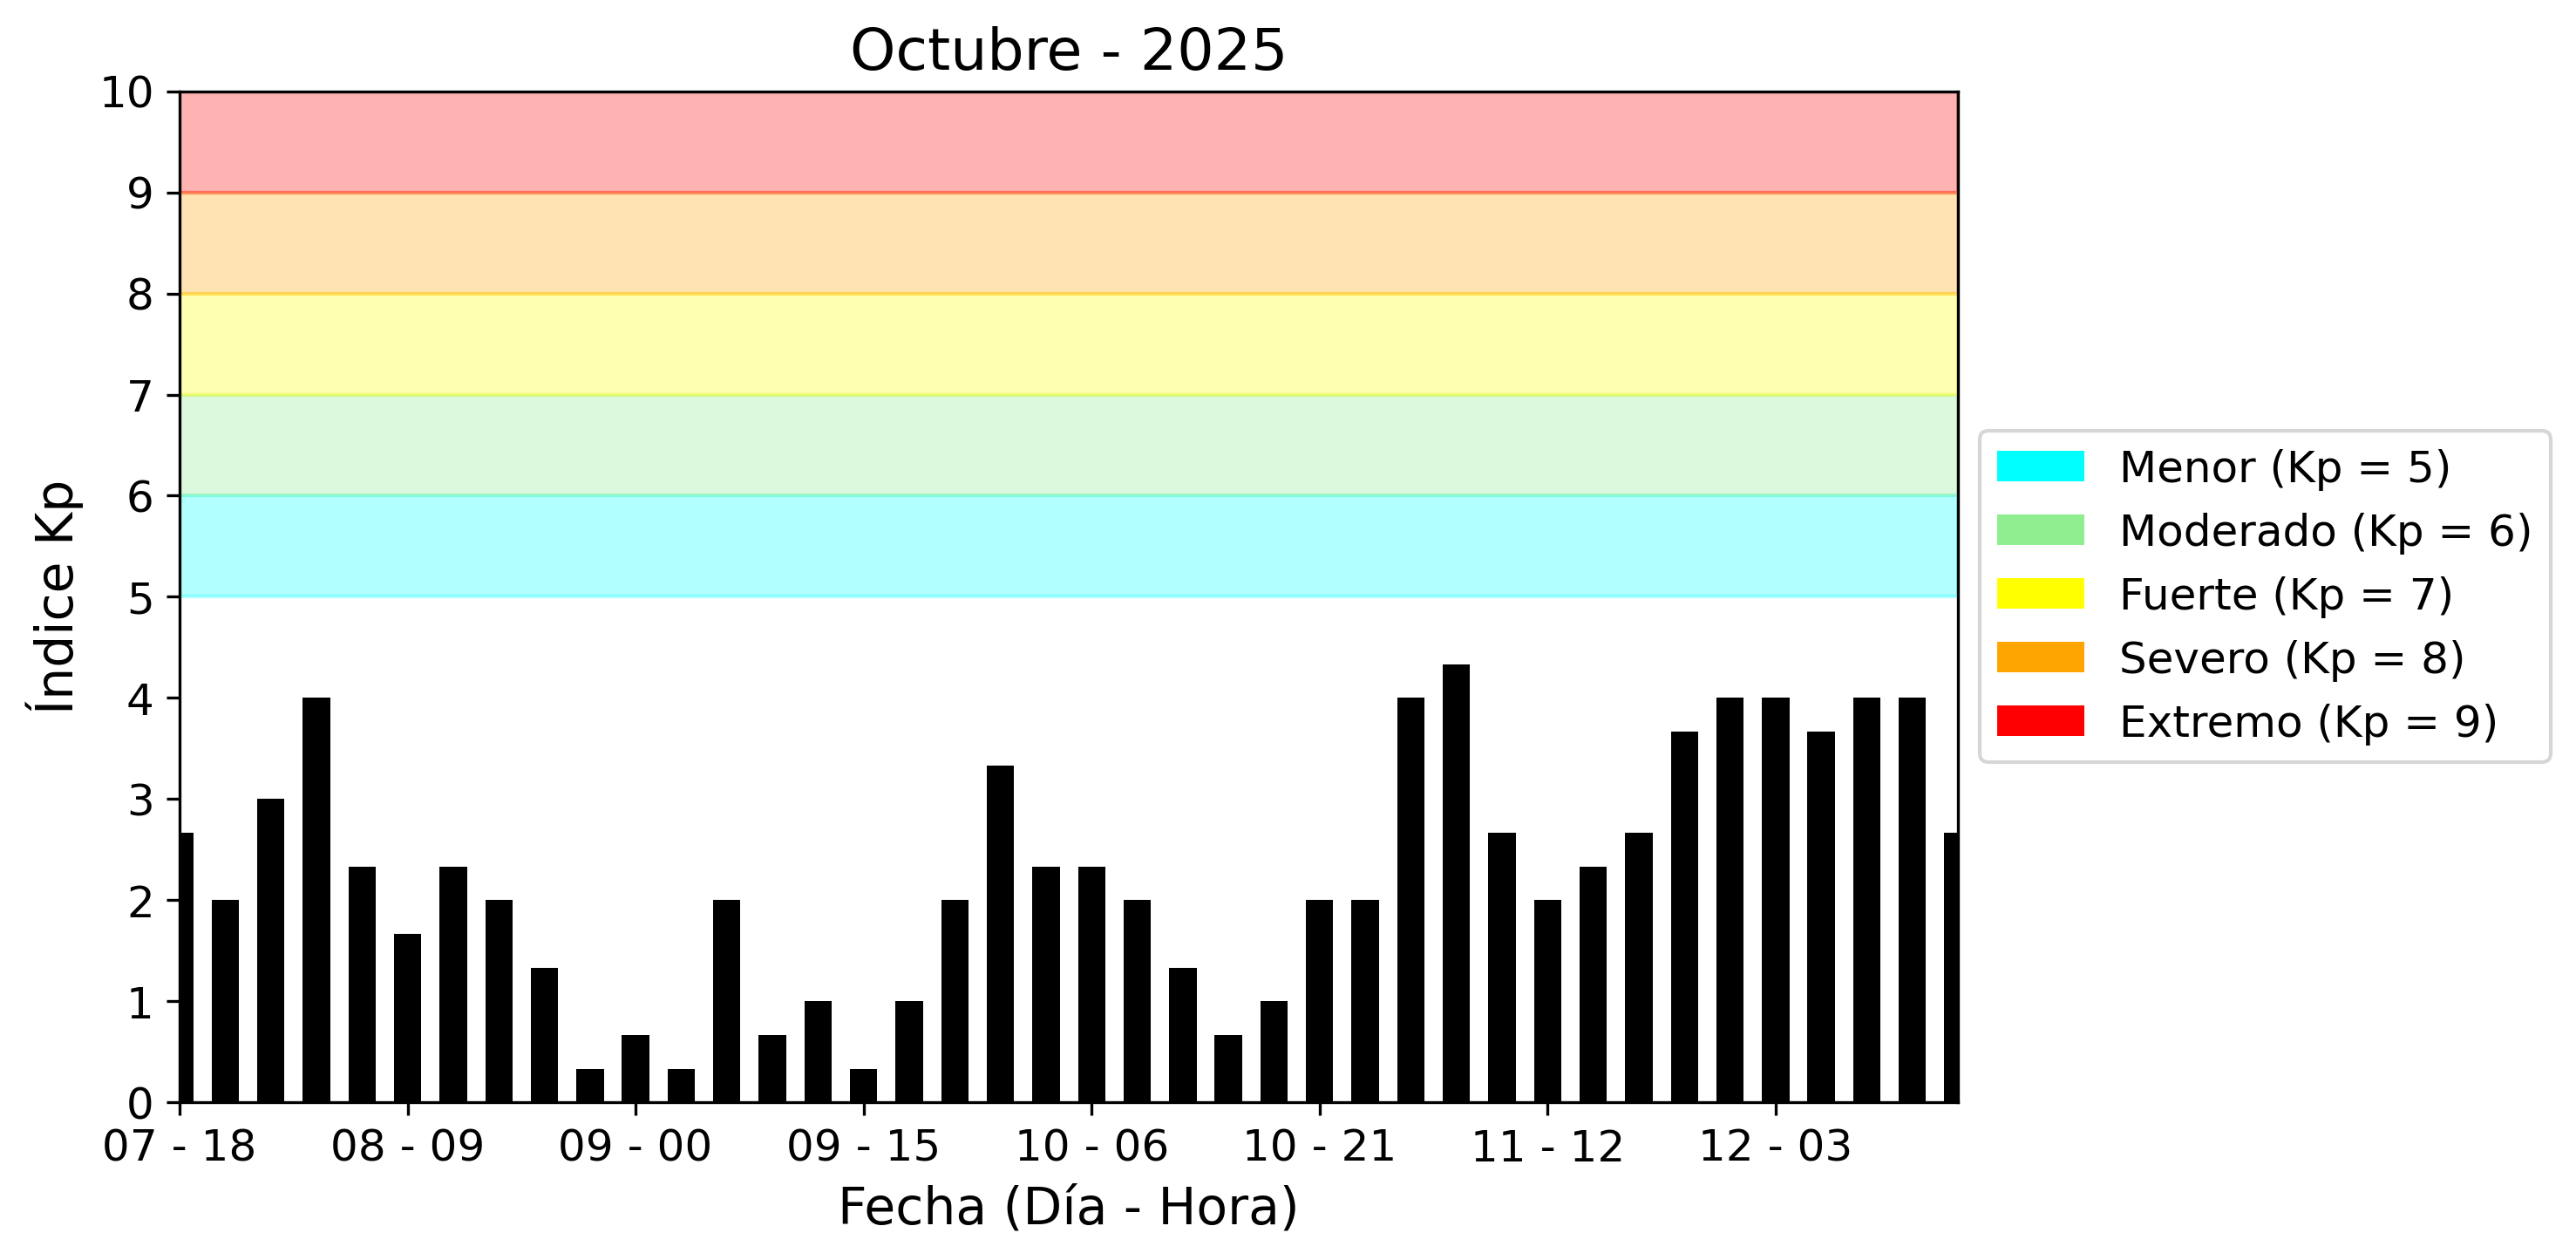 Octubre - 2025
10
9
8
7
6
5
4
3
2
1
0
Índice Kp
07 - 18
08 - 09
09 - 00
09 - 15
10 - 06
10 - 21
11 - 12
12 - 03
Fecha (Día - Hora)
Menor (Kp = 5)
Moderado (Kp = 6)
Fuerte (Kp = 7)
Severo (Kp = 8)
Extremo (Kp = 9)